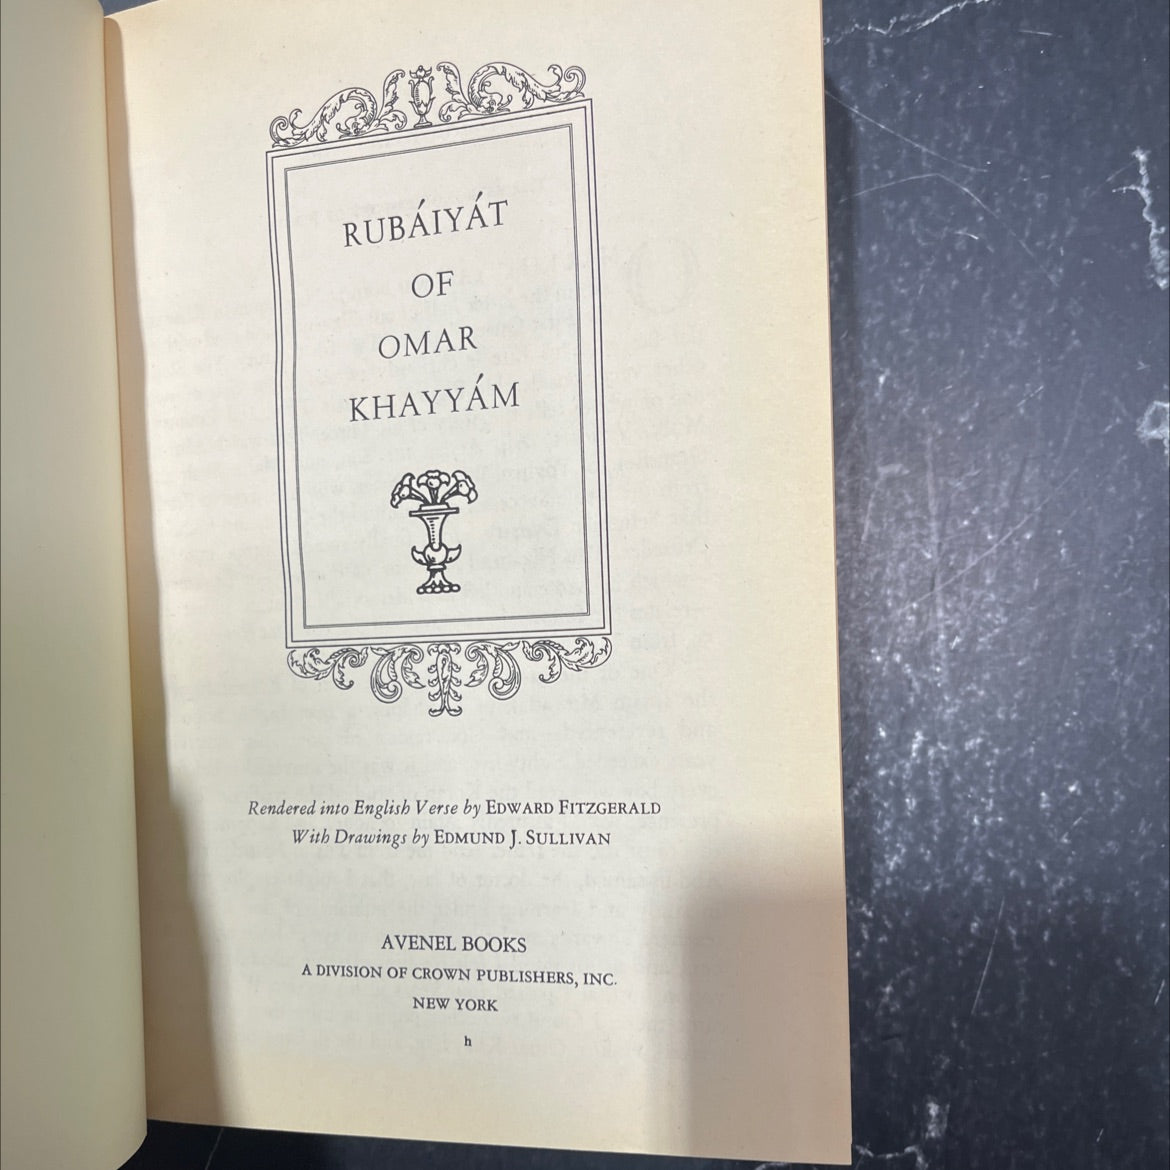 RUBÁIYÁT
OF
OMAR
KHAYYÁM
Rendered into English Verse by EDWARD FITZGERALD
With Drawings by EDMUND J. SULLIVAN
AVENEL BOOKS
A DIVISION OF CROWN PUBLISHERS, INC.
NEW YORK
h